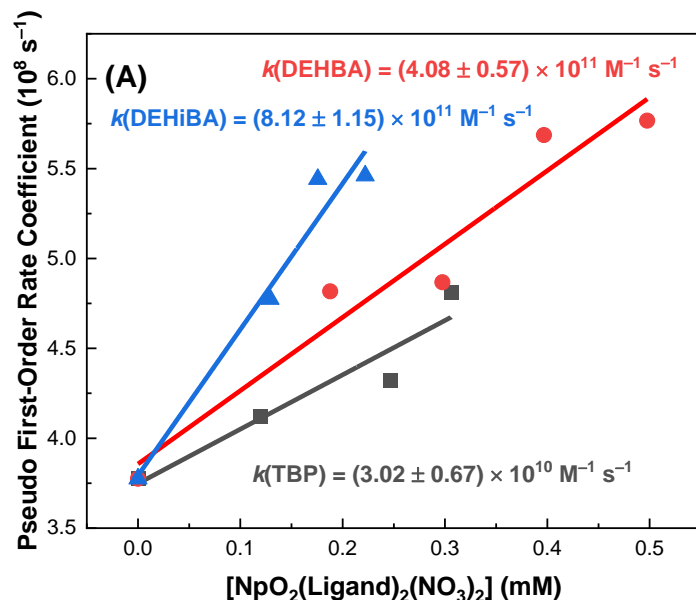 (A)
k(DEHBA) = (4.08 ± 0.57) × 10¹¹ M⁻¹ s⁻¹
k(DEHiBA) = (8.12 ± 1.15) × 10¹¹ M⁻¹ s⁻¹
k(TBP) = (3.02 ± 0.67) × 10¹⁰ M⁻¹ s⁻¹
Pseudo First-Order Rate Coefficient (10⁸ s⁻¹)
6.0
5.5
5.0
4.5
4.0
3.5
0.0 0.1 0.2 0.3 0.4 0.5
[NpO₂(Ligand)₂(NO₃)₂] (mM)